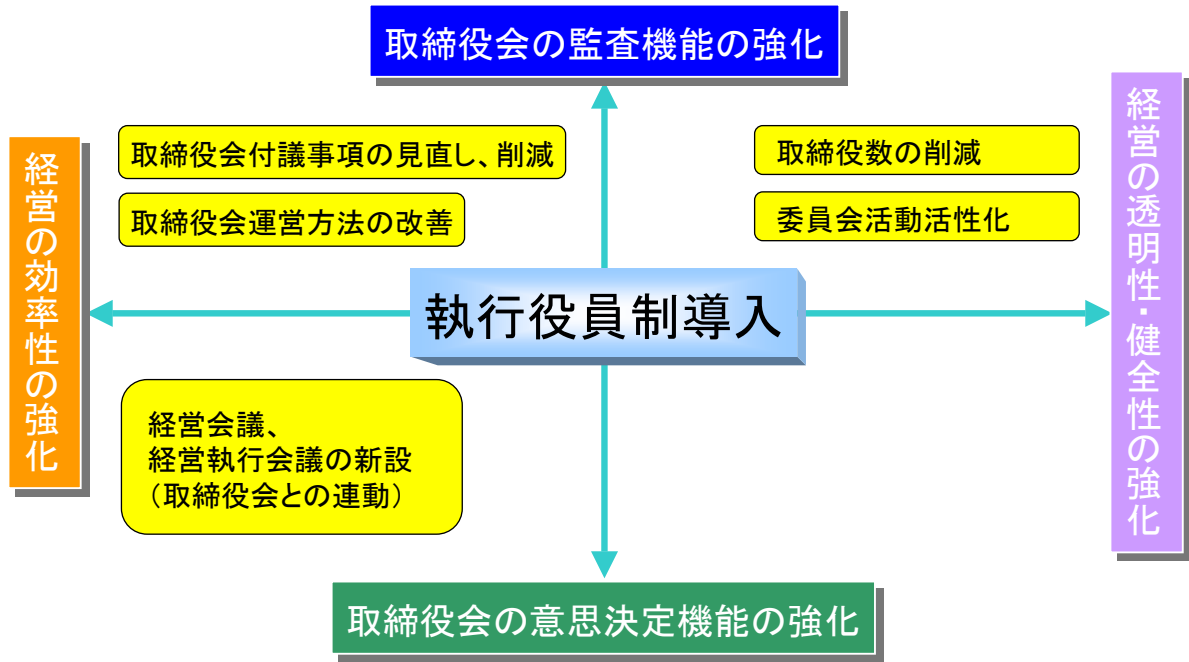 取締役会の監査機能の強化
取締役会付議事項の見直し、削減
取締役会運営方法の改善
取締役数の削減
委員会活動活性化
経営の効率性の強化
執行役員制導入
経営の透明性・健全性の強化
経営会議、
経営執行会議の新設
（取締役会との連動）
取締役会の意思決定機能の強化